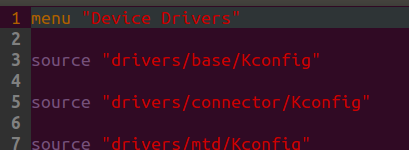 1 menu "Device Drivers"
2
3 source "drivers/base/Kconfig"
4
5 source "drivers/connector/Kconfig"
6
7 source "drivers/mtd/Kconfig"